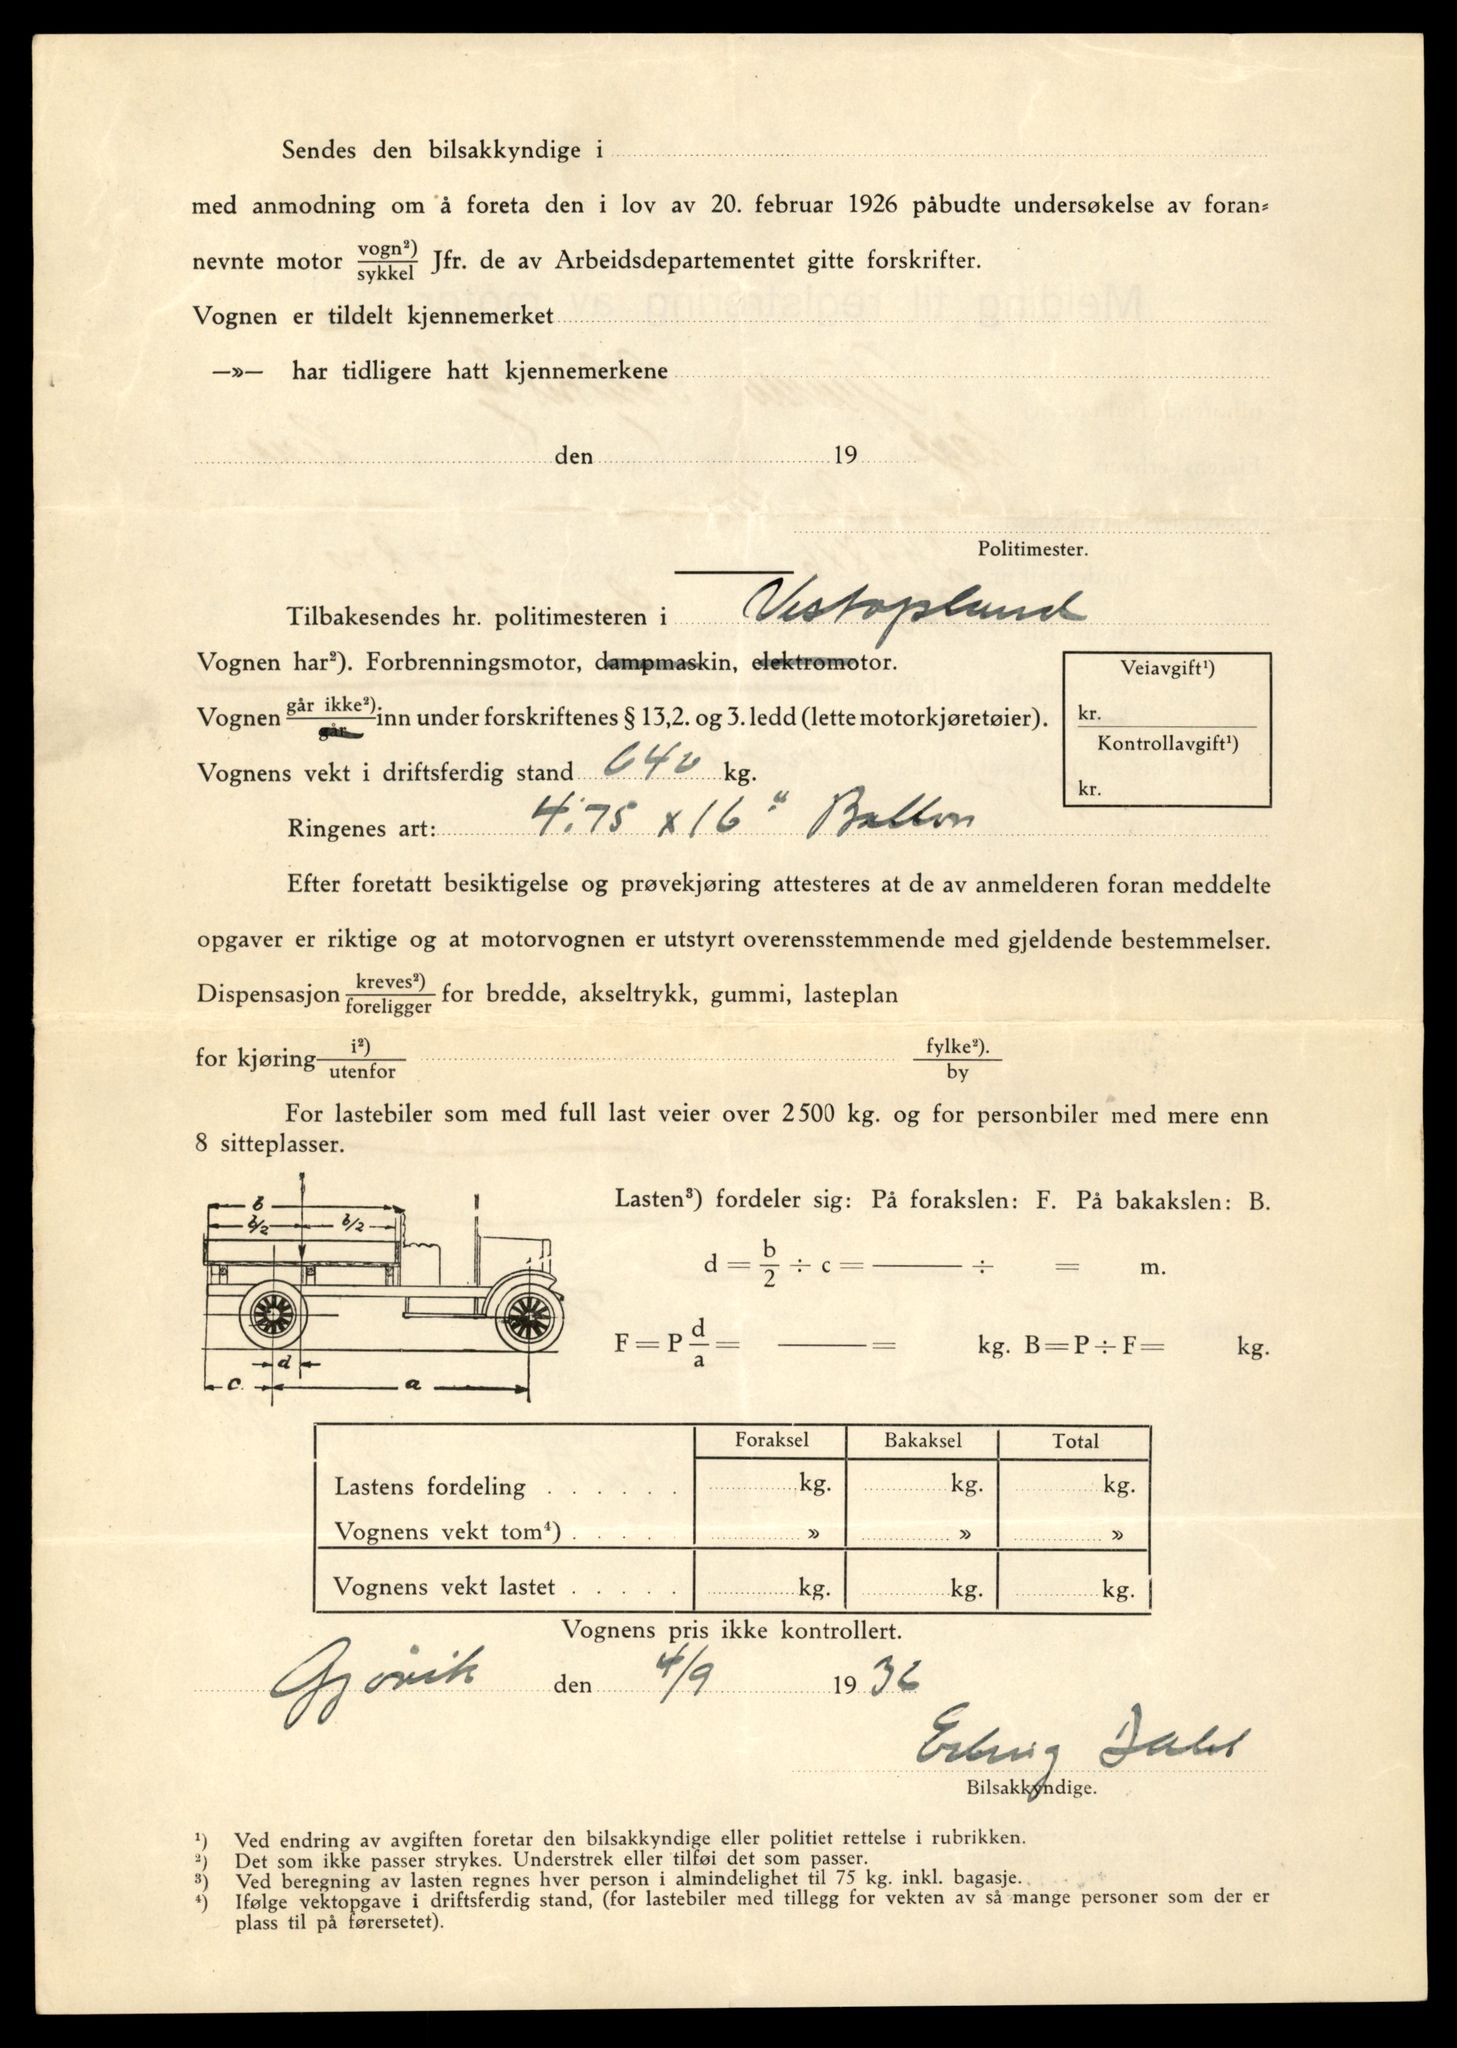 Sendes den bilsakkyndige i
med anmodning om å foreta den i lov av 20. februar 1926 påbudte undersøkelse av foran=
nevnte motor vogn²)/sykkel Jfr. de av Arbeidsdepartementet gitte forskrifter.
Vognen er tildelt kjennemerket
—»— har tidligere hatt kjennemerkene
den 19
Politimester.
Tilbakesendes hr. politimesteren i Vestopland
Vognen har²). Forbrenningsmotor, dampmaskin, elektromotor.
Vognen går ikke²)/går inn under forskriftenes § 13,2. og 3. ledd (lette motorkjøretøier).
Veiavgift¹)
kr.
Kontrollavgift¹)
kr.
Vognens vekt i driftsferdig stand 640 kg.
Ringenes art: 4.75 x 16" Ballon
Efter foretatt besiktigelse og prøvekjøring attesteres at de av anmelderen foran meddelte
opgaver er riktige og at motorvognen er utstyrt overensstemmende med gjeldende bestemmelser.
Dispensasjon kreves²)/foreligger for bredde, akseltrykk, gummi, lasteplan
for kjøring i²)/utenfor fylke²)./by
For lastebiler som med full last veier over 2500 kg. og for personbiler med mere enn
8 sitteplasser.
b
b/2 b/2
d
c. a
Lasten³) fordeler sig: På forakslen: F. På bakakslen: B.
d = b/2 ÷ c = —— ÷ = m.
F = P d/a = —— = kg. B = P ÷ F = kg.
Foraksel Bakaksel Total
Lastens fordeling . . . . . . kg. kg. kg.
Vognens vekt tom⁴) . . . . . » » »
Vognens vekt lastet . . . . . kg. kg. kg.
Vognens pris ikke kontrollert.
Gjøvik den 4/9 1936
Erling Dahl
Bilsakkyndige.
¹) Ved endring av avgiften foretar den bilsakkyndige eller politiet rettelse i rubrikken.
²) Det som ikke passer strykes. Understrek eller tilføi det som passer.
³) Ved beregning av lasten regnes hver person i almindelighet til 75 kg. inkl. bagasje.
⁴) Ifølge vektopgave i driftsferdig stand, (for lastebiler med tillegg for vekten av så mange personer som der er
plass til på førersetet).